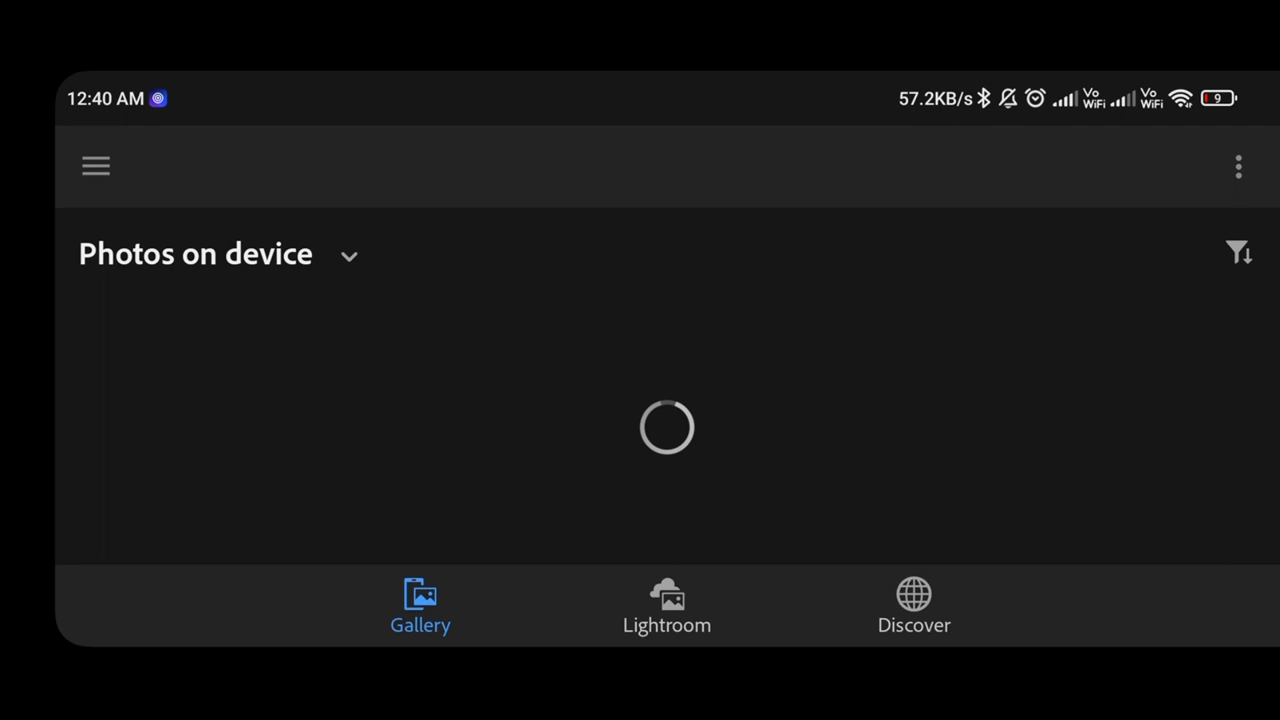 12:40 AM 57.2KB/s Vo WiFi Vo WiFi 9
Photos on device
Gallery Lightroom Discover